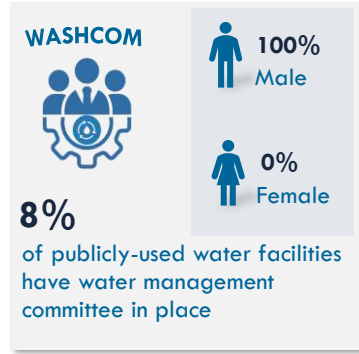 WASHCOM
100%
Male
0%
Female
8%
of publicly-used water facilities
have water management
committee in place